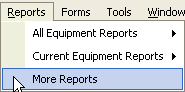 Reports Forms Tools Window
All Equipment Reports
Current Equipment Reports
More Reports